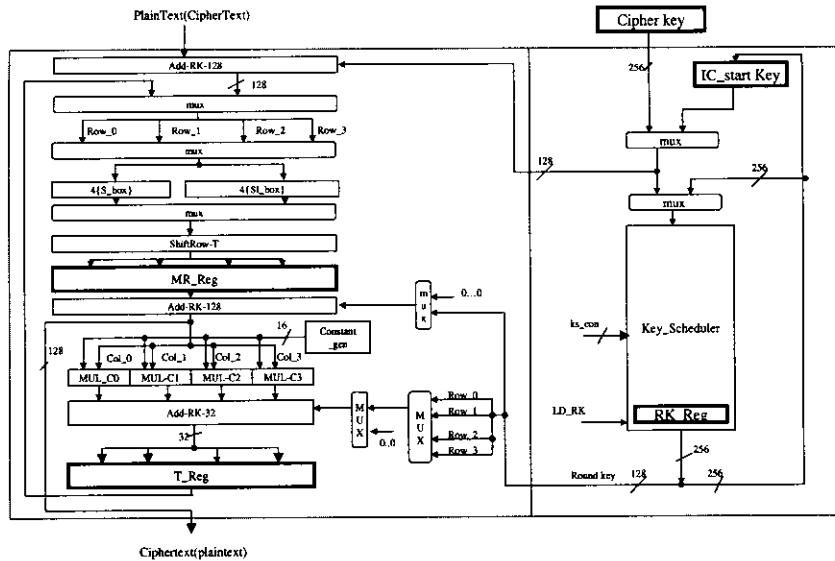 PlainText(CipherText)
Cipher key
Add-RK-128
128
256
IC_start Key
mux
Row_0 Row_1 Row_2 Row_3
mux
mux
128
256
4{S_box} 4{SI_box}
mux
mux
ShiftRow-T
MR_Reg
Add-RK-128
mux
0...0
Key_Scheduler
ks_con
128
16
Constant
_gen
Col_0 Col_1 Col_2 Col_3
MUL_C0 MUL-C1 MUL-C2 MUL-C3
Add-RK-32
MUX
0..0
MUX
Row_0
Row_1
Row_2
Row_3
LD_RK
RK_Reg
32
256
T_Reg
Round key
128
256
Ciphertext(plaintext)